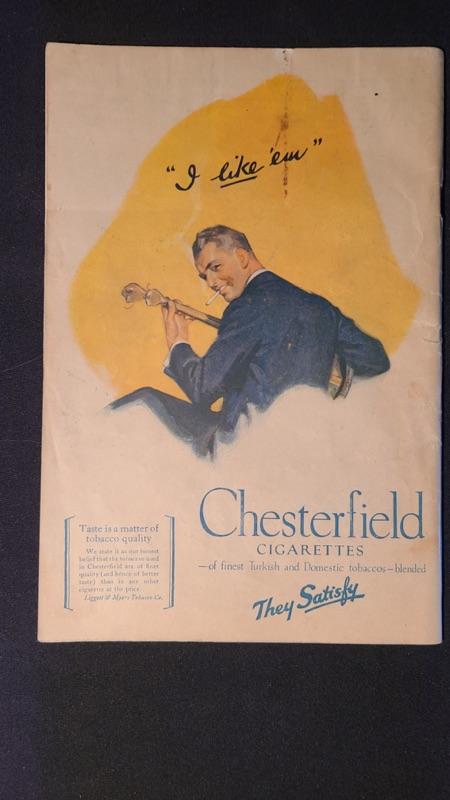 "I like 'em"
Chesterfield
CIGARETTES
—of finest Turkish and Domestic tobaccos—blended
They Satisfy
Taste is a matter of
tobacco quality
We state it as our honest
belief that the tobaccos used
in Chesterfield are of finer
quality (and hence of better
taste) than in any other
cigarette at the price.
Liggett & Myers Tobacco Co.